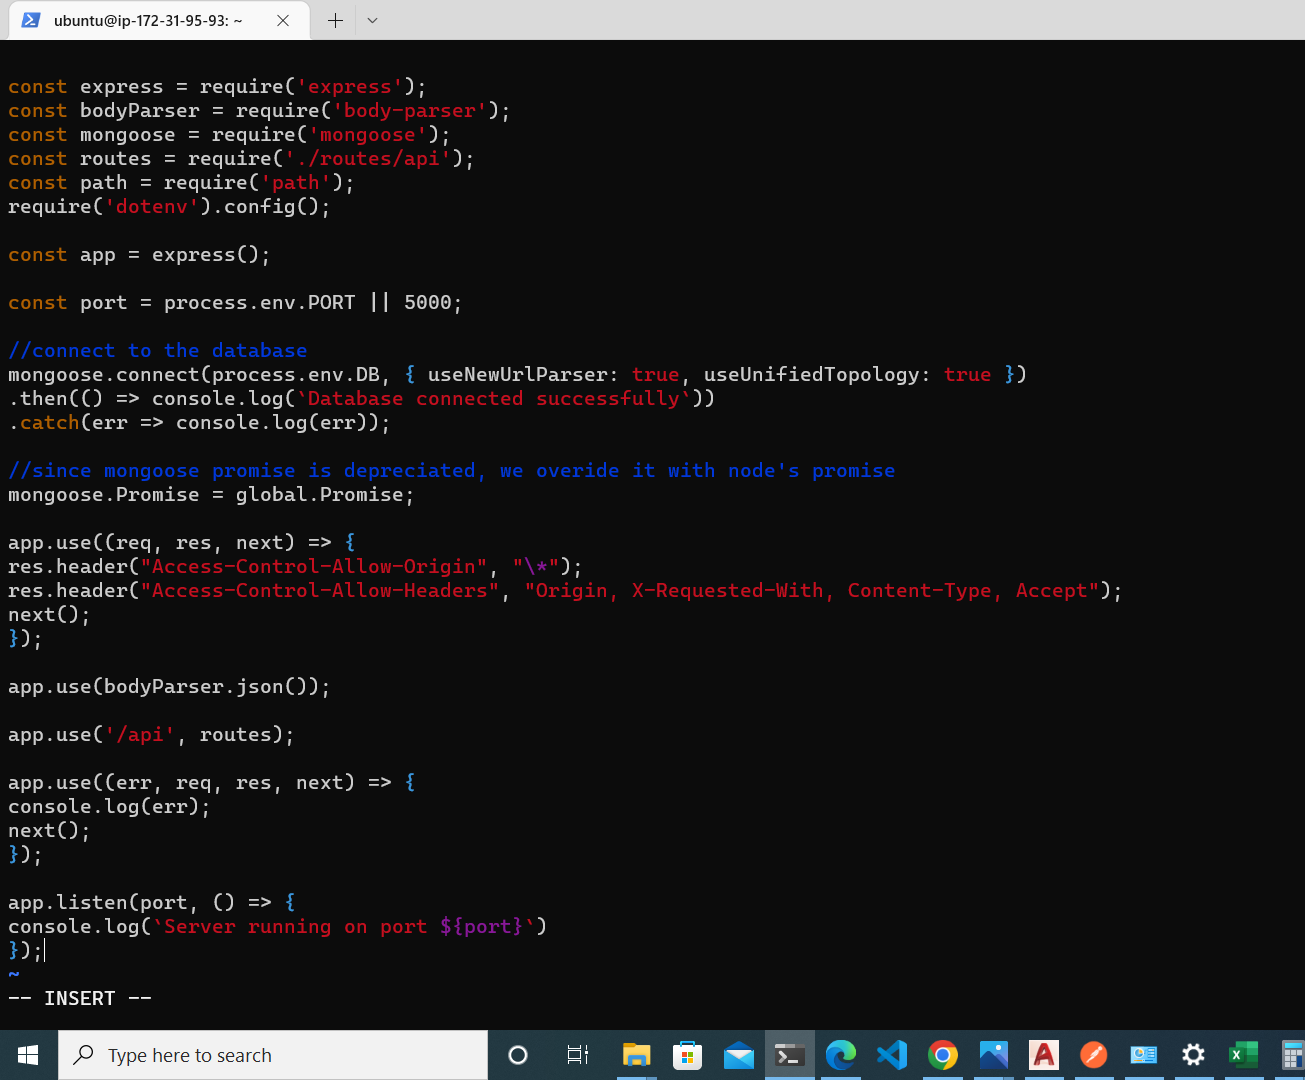 ubuntu@ip-172-31-95-93: ~
const express = require('express');
const bodyParser = require('body-parser');
const mongoose = require('mongoose');
const routes = require('./routes/api');
const path = require('path');
require('dotenv').config();
const app = express();
const port = process.env.PORT || 5000;
//connect to the database
mongoose.connect(process.env.DB, { useNewUrlParser: true, useUnifiedTopology: true })
.then(() => console.log(`Database connected successfully`))
.catch(err => console.log(err));
//since mongoose promise is depreciated, we overide it with node's promise
mongoose.Promise = global.Promise;
app.use((req, res, next) => {
res.header("Access-Control-Allow-Origin", "\*");
res.header("Access-Control-Allow-Headers", "Origin, X-Requested-With, Content-Type, Accept");
next();
});
app.use(bodyParser.json());
app.use('/api', routes);
app.use((err, req, res, next) => {
console.log(err);
next();
});
app.listen(port, () => {
console.log(`Server running on port ${port}`)
});
~
-- INSERT --
Type here to search